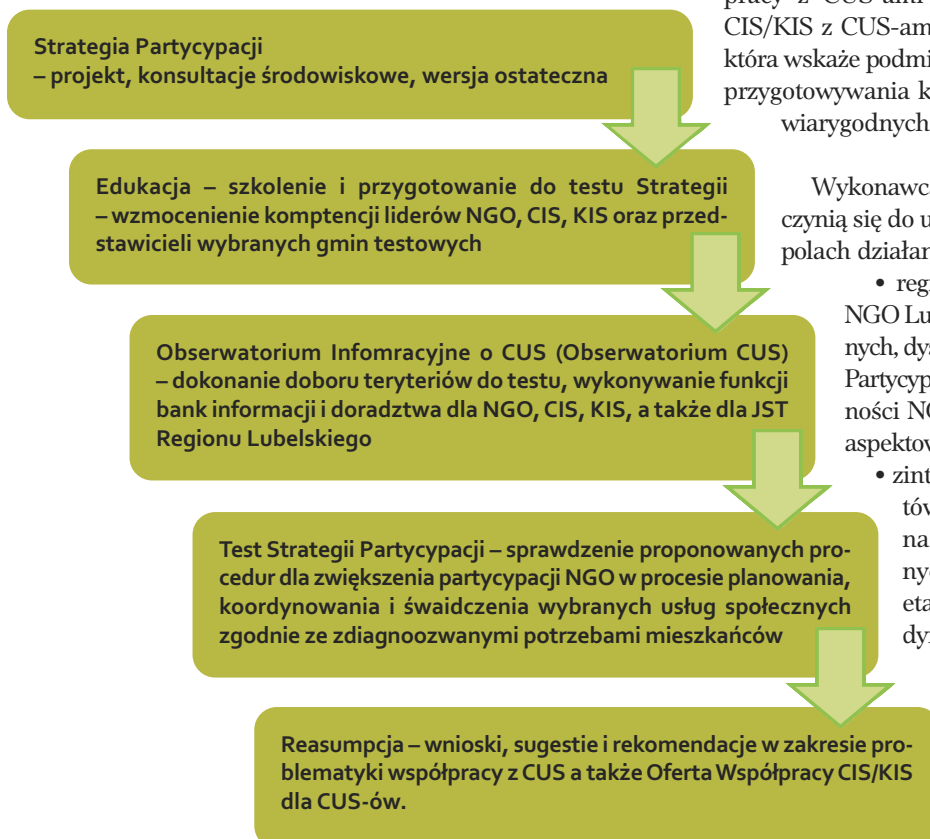 Strategia Partycypacji
– projekt, konsultacje środowiskowe, wersja ostateczna
Edukacja – szkolenie i przygotowanie do testu Strategii
– wzmocenienie komptencji liderów NGO, CIS, KIS oraz przed-
stawicieli wybranych gmin testowych
Obserwatorium Infomracyjne o CUS (Obserwatorium CUS)
– dokonanie doboru teryteriów do testu, wykonywanie funkcji
bank informacji i doradztwa dla NGO, CIS, KIS, a także dla JST
Regionu Lubelskiego
Test Strategii Partycypacji – sprawdzenie proponowanych pro-
cedur dla zwiększenia partycypacji NGO w procesie planowania,
koordynowania i śwaidczenia wybranych usług społecznych
zgodnie ze zdiagnoozwanymi potrzebami mieszkańców
Reasumpcja – wnioski, sugestie i rekomendacje w zakresie pro-
blematyki współpracy z CUS a także Oferta Współpracy CIS/KIS
dla CUS-ów.
pracy z CUS-ami
CIS/KIS z CUS-am
która wskaże podmi
przygotowywania k
wiarygodnych
Wykonawc
czynią się do u
polach działar
• reg
NGO Lu
nych, dys
Partycyp
ności NG
aspektow
• zint
tów
na
nyc
eta
dy